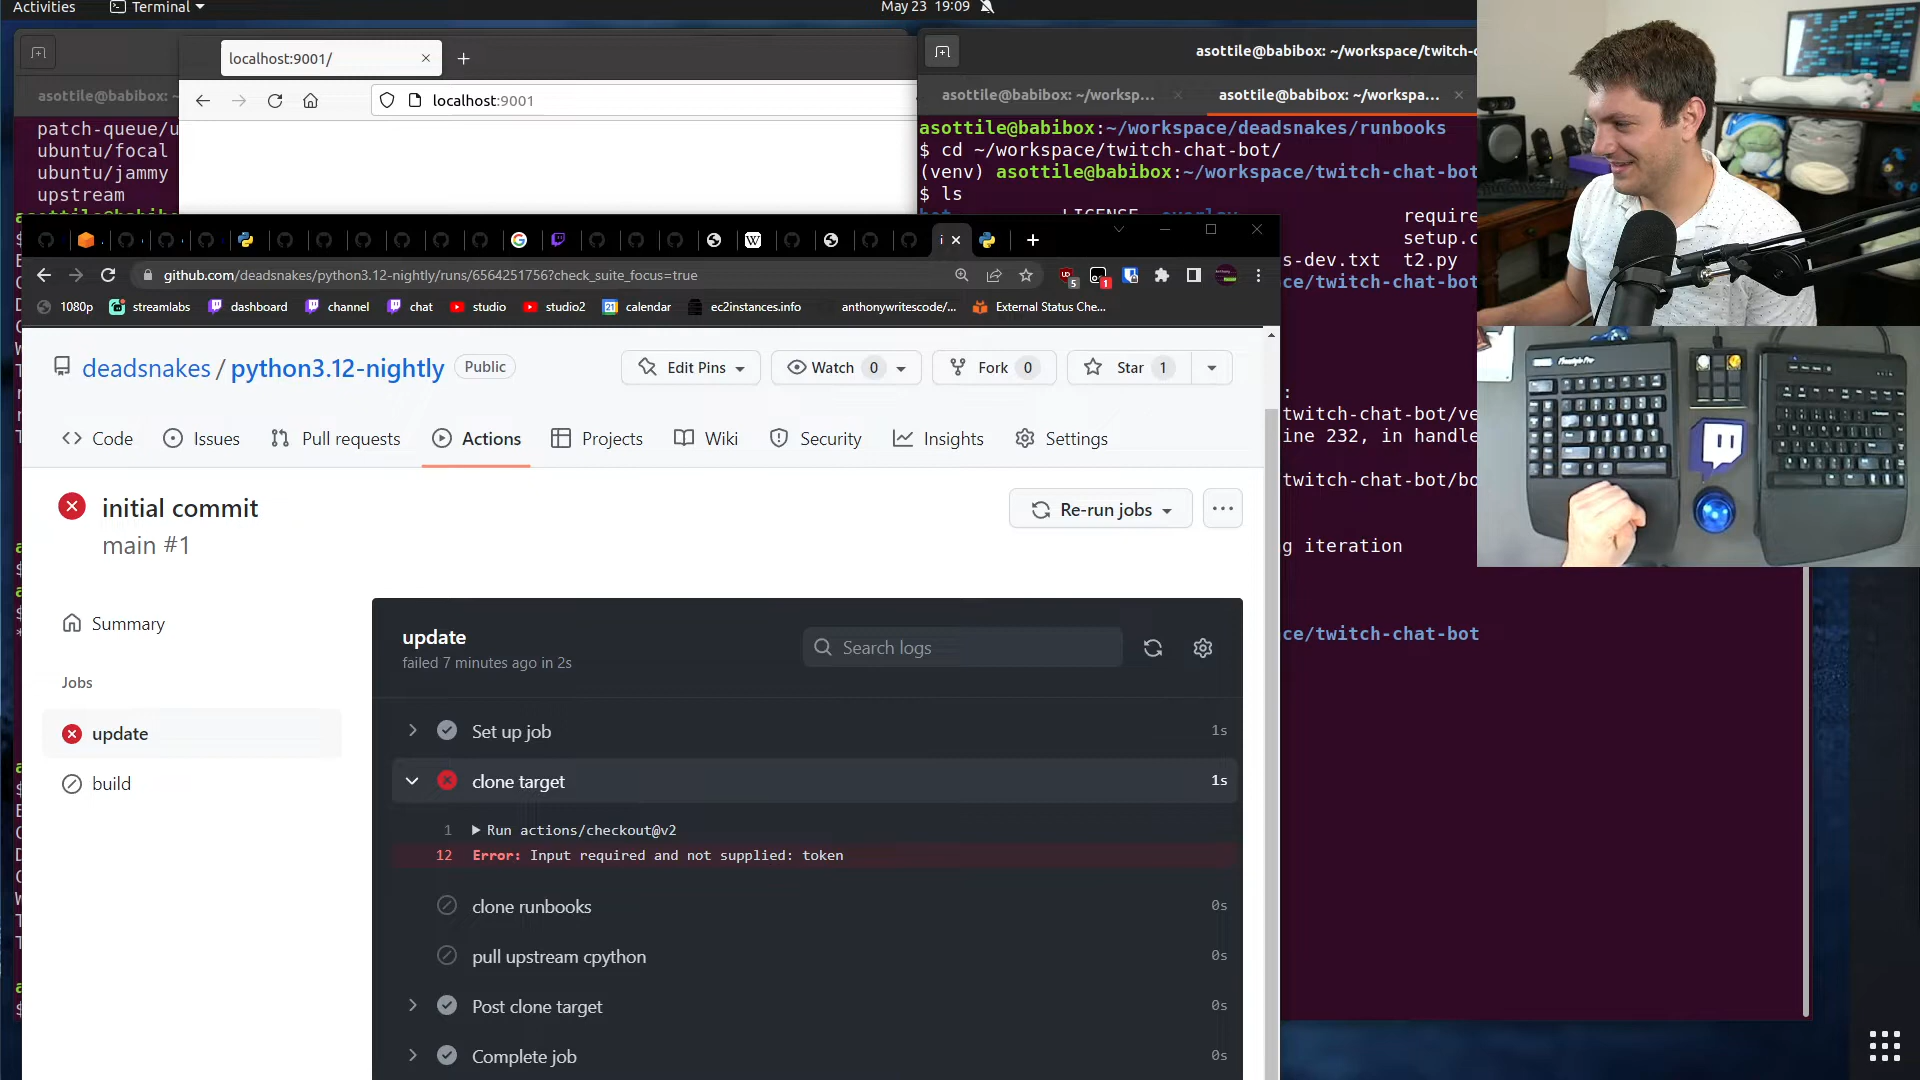 Activities
Terminal
May 23 19:09
asottile@babibox:
patch-queue/u
ubuntu/focal
ubuntu/jammy
upstream
localhost:9001/
localhost:9001
asottile@babibox: ~/workspace/twitch-c
asottile@babibox: ~/worksp...
asottile@babibox: ~/workspa...
asottile@babibox:~/workspace/deadsnakes/runbooks
$ cd ~/workspace/twitch-chat-bot/
(venv) asottile@babibox:~/workspace/twitch-chat-bot
$ ls
LICENSE
require
setup.c
s-dev.txt t2.py
ce/twitch-chat-bot
:
twitch-chat-bot/ve
ine 232, in handle
twitch-chat-bot/bo
g iteration
ce/twitch-chat-bot
github.com/deadsnakes/python3.12-nightly/runs/6564251756?check_suite_focus=true
5
1
1080p
streamlabs
dashboard
channel
chat
studio
studio2
calendar
ec2instances.info
anthonywritescode/...
External Status Che...
deadsnakes / python3.12-nightly
Public
Edit Pins
Watch 0
Fork 0
Star 1
Code
Issues
Pull requests
Actions
Projects
Wiki
Security
Insights
Settings
initial commit
main #1
Re-run jobs
Summary
Jobs
update
build
update
failed 7 minutes ago in 2s
Search logs
Set up job 1s
clone target 1s
1 Run actions/checkout@v2
12 Error: Input required and not supplied: token
clone runbooks 0s
pull upstream cpython 0s
Post clone target 0s
Complete job 0s